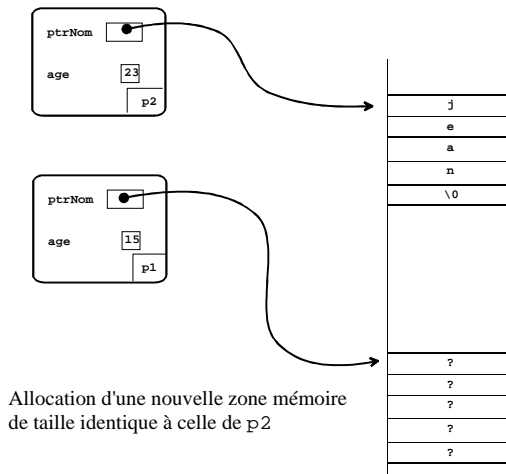 ptrNom
age 23
p2
j
e
a
n
\0
ptrNom
age 15
p1
?
?
?
?
?
Allocation d'une nouvelle zone mémoire
de taille identique à celle de p2